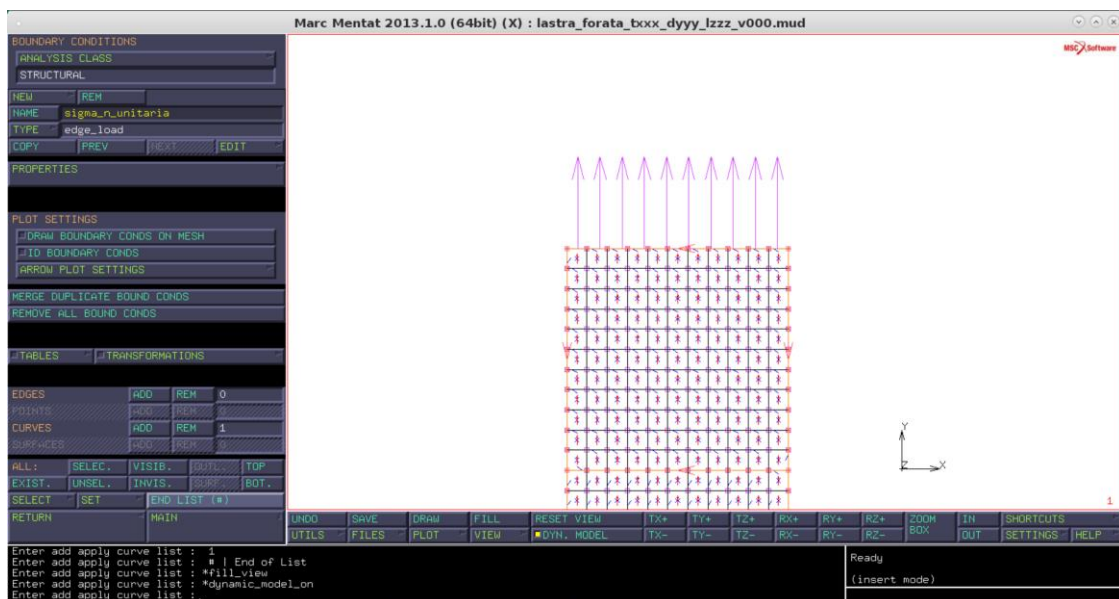 Marc Mentat 2013.1.0 (64bit) (X) : lastra_forata_txxx_dyyy_lzzz_v000.mud
BOUNDARY CONDITIONS
ANALYSIS CLASS
STRUCTURAL
NEW REM
NAME sigma_n_unitaria
TYPE edge_load
COPY PREV NEXT EDIT
PROPERTIES
PLOT SETTINGS
DRAW BOUNDARY CONDS ON MESH
ID BOUNDARY CONDS
ARROW PLOT SETTINGS
MERGE DUPLICATE BOUND CONDS
REMOVE ALL BOUND CONDS
TABLES TRANSFORMATIONS
EDGES ADD REM 0
POINTS ADD REM 0
CURVES ADD REM 1
SURFACES ADD REM 0
ALL: SELEC. VISIB. OUTL. TOP
EXIST. UNSEL. INVIS. SURF. BOT.
SELECT SET END LIST (#)
RETURN MAIN
MSC Software
Y
Z X
1
UNDO SAVE DRAW FILL RESET VIEW TX+ TY+ TZ+ RX+ RY+ RZ+ ZOOM BOX IN SHORTCUTS
UTILS FILES PLOT VIEW DYN. MODEL TX- TY- TZ- RX- RY- RZ- OUT SETTINGS HELP
Enter add apply curve list : 1
Enter add apply curve list : # | End of List
Enter add apply curve list : *fill_view
Enter add apply curve list : *dynamic_model_on
Enter add apply curve list :
Ready
(insert mode)